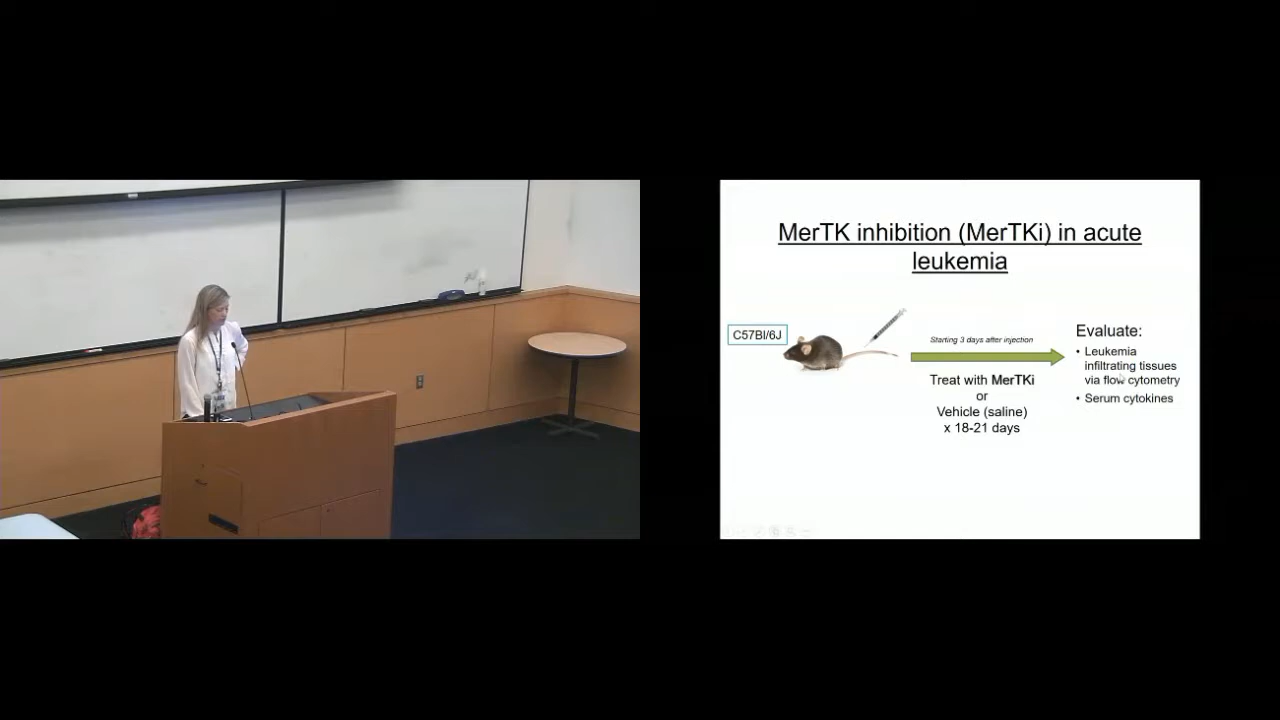 MerTK inhibition (MerTKi) in acute
leukemia
C57Bl/6J
Starting 3 days after injection
Treat with MerTKi
or
Vehicle (saline)
x 18-21 days
Evaluate:
• Leukemia
infiltrating tissues
via flow cytometry
• Serum cytokines